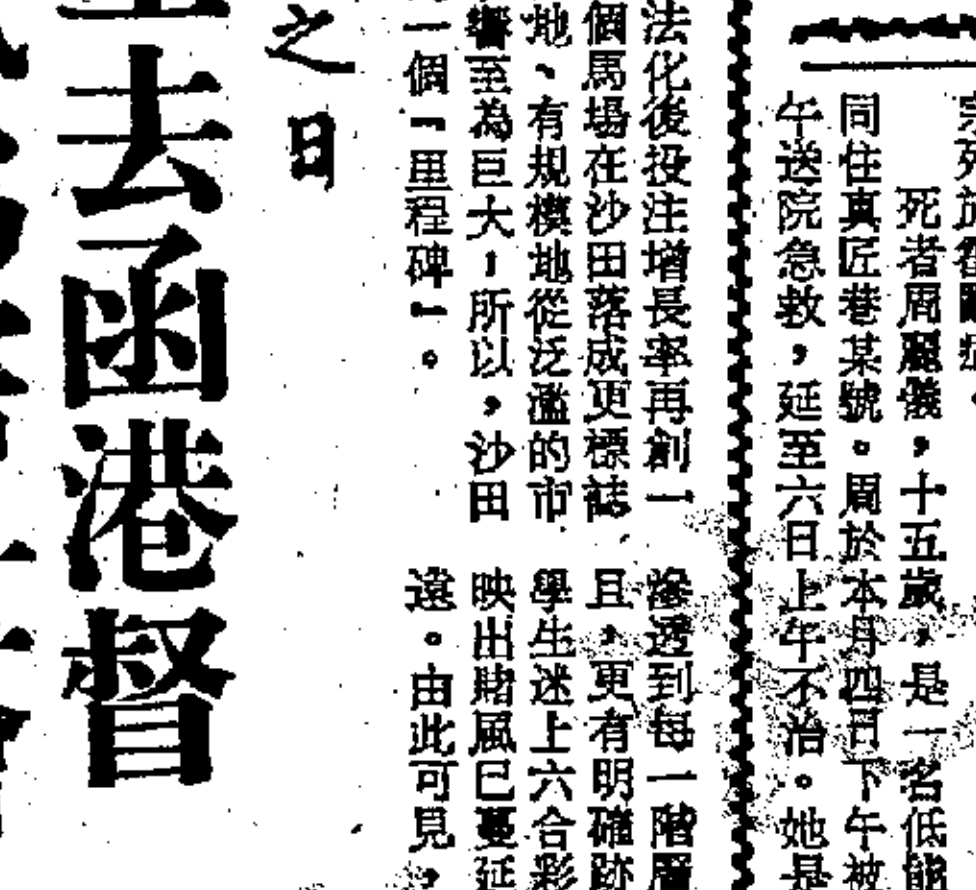 死於霍爾症。
死者周麗儀，十五歲，是一名低能
同住真匠巷某號。周於本月四日下午被
午送院急救，延至六日上午不治。她是
法化後投注增長率再創一
個馬場在沙田落成更標誌
地、有規模地從泛濫的市
響至為巨大，所以，沙田
一個「里程碑」。
滲透到每一階層
且，更有明確跡
學生迷上六合彩
映出賭風已蔓延
遠。由此可見，
之日
去函港督